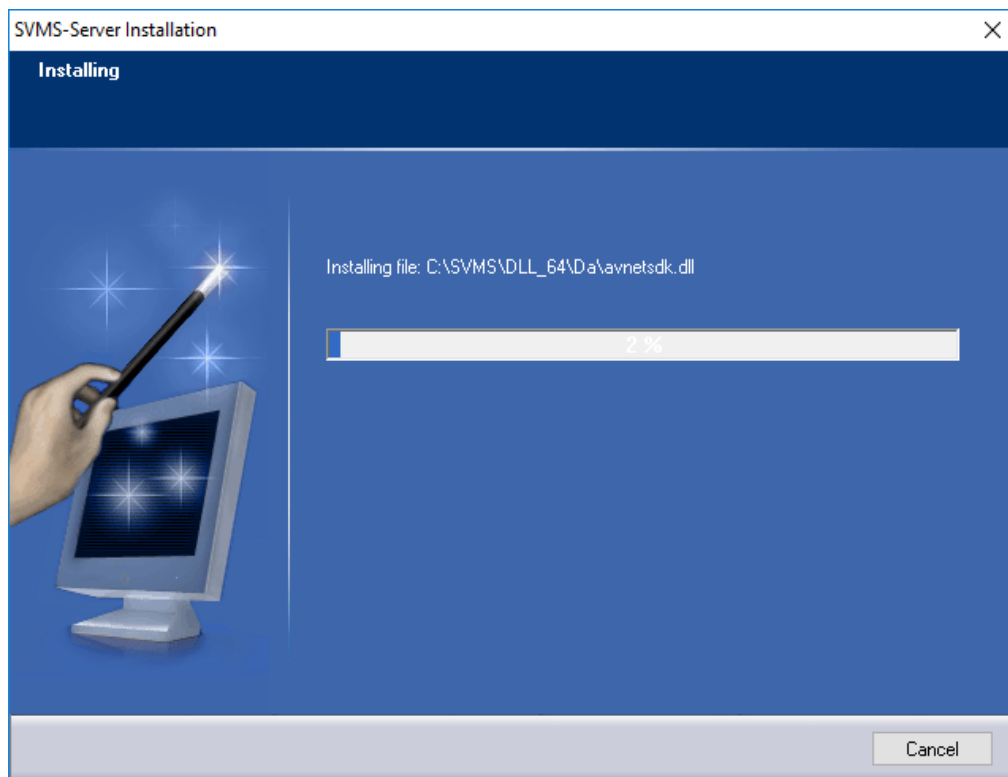 SVMS-Server Installation
Installing
Installing file: C:\SVMS\DLL_64\Da\avnetsdk.dll
2 %
Cancel